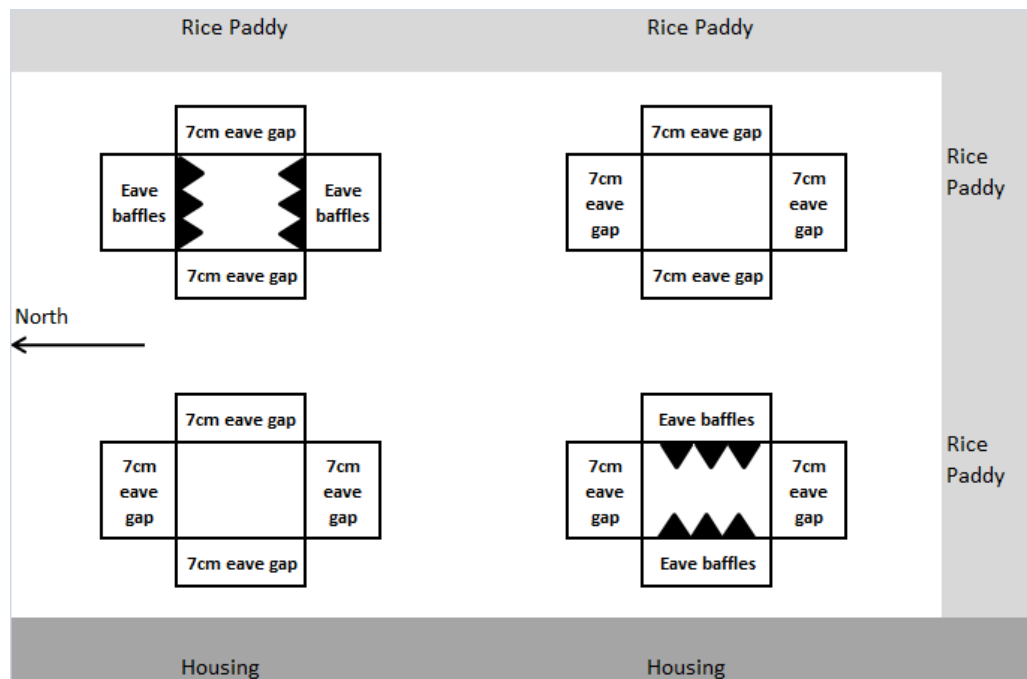 Rice Paddy
Rice Paddy
7cm eave gap
7cm eave gap
Eave
baffles
Eave
baffles
7cm
eave
gap
7cm
eave
gap
Rice
Paddy
7cm eave gap
7cm eave gap
North
7cm eave gap
Eave baffles
7cm
eave
gap
7cm
eave
gap
7cm
eave
gap
7cm
eave
gap
Rice
Paddy
7cm eave gap
Eave baffles
Housing
Housing